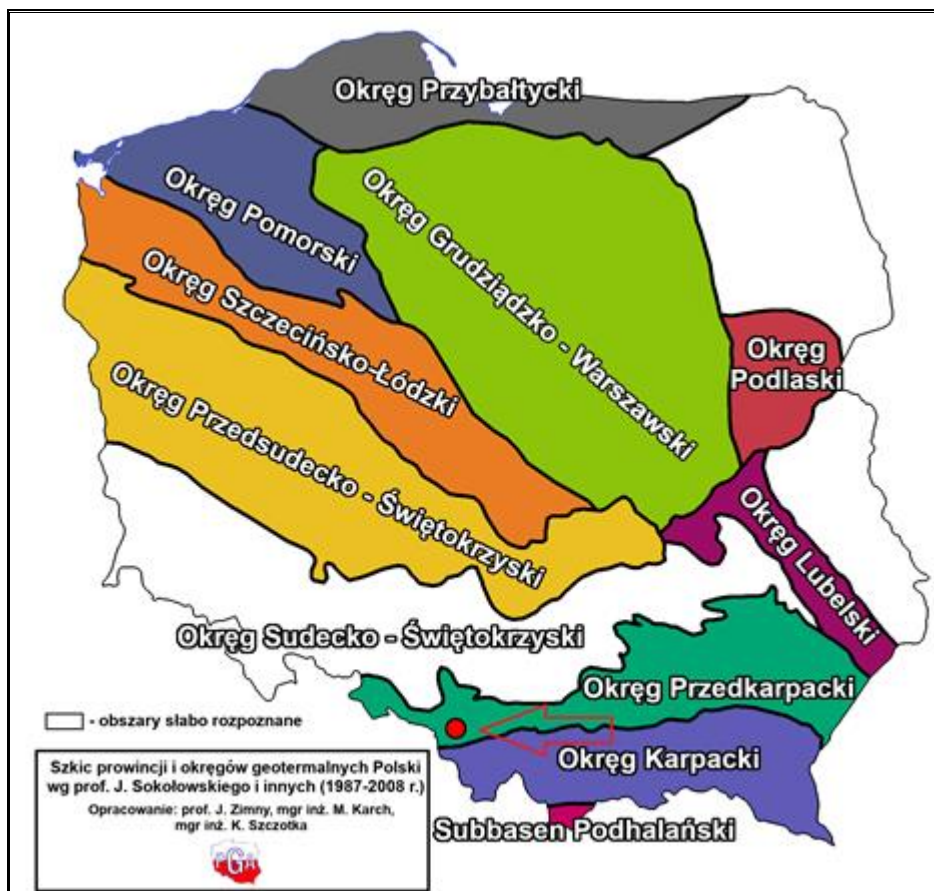 Okręg Przybałtycki
Okręg Pomorski
Okręg Grudziądzko - Warszawski
Okręg Szczecińsko-Łódzki
Okręg
Podlaski
Okręg Przedsudecko - Świętokrzyski
Okręg Lubelski
Okręg Sudecko - Świętokrzyski
Okręg Przedkarpacki
- obszary słabo rozpoznane
Okręg Karpacki
Szkic prowincji i okręgów geotermalnych Polski
wg prof. J. Sokołowskiego i innych (1987-2008 r.)
Opracowanie: prof. J. Zimny, mgr inż. M. Karch,
mgr inż. K. Szczotka
Subbasen Podhalański
PGA